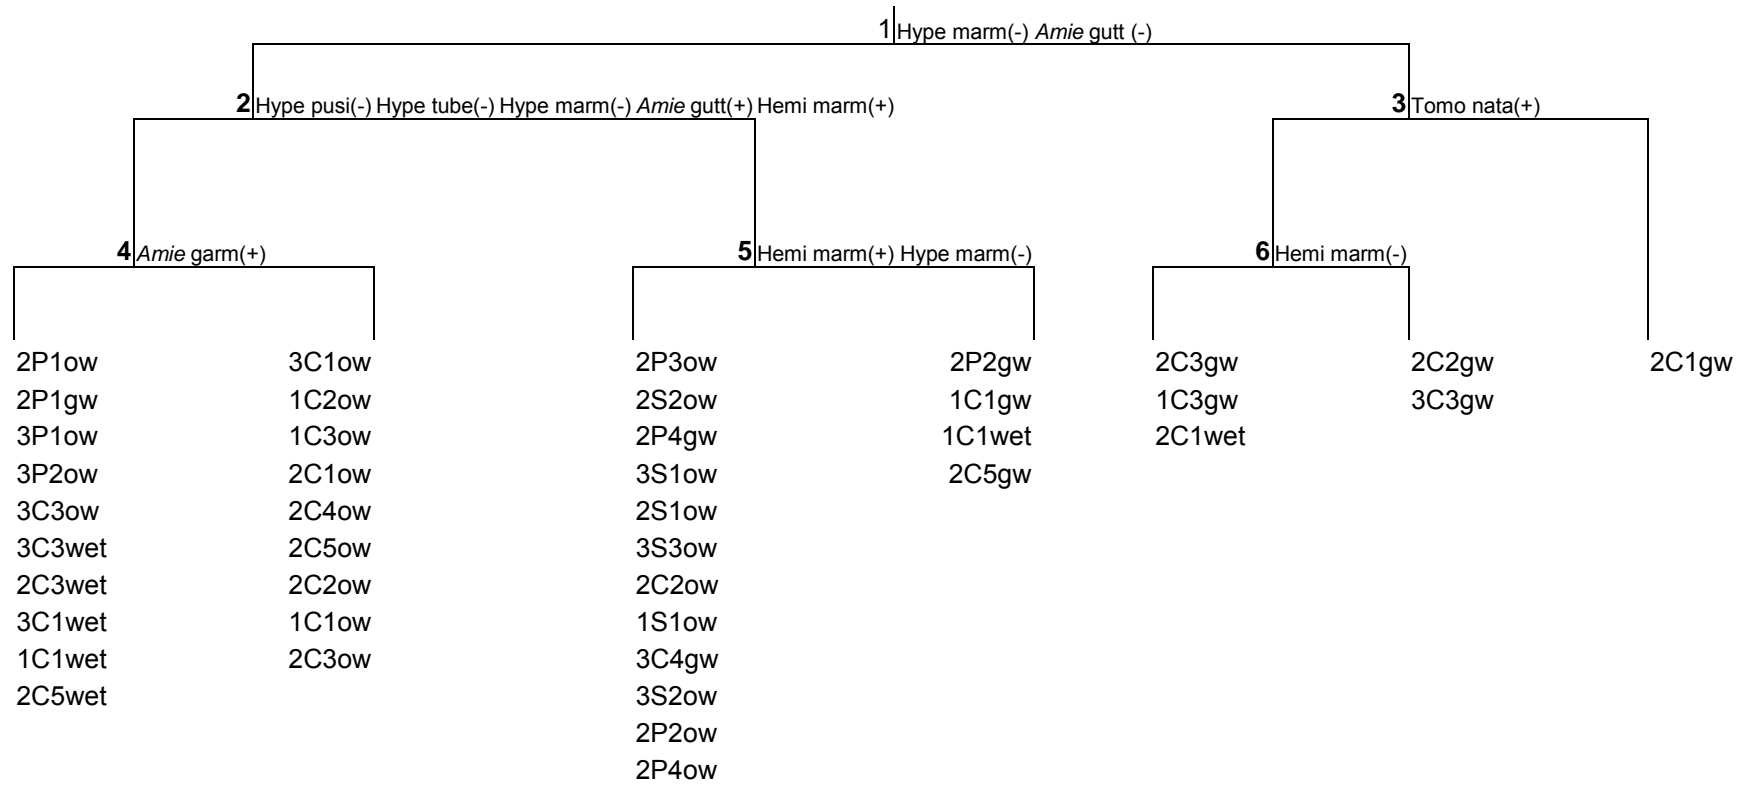 1 Hype marm(-) Amie gutt (-)
2 Hype pusi(-) Hype tube(-) Hype marm(-) Amie gutt(+) Hemi marm(+) 3 Tomo nata(+)
4 Amie garm(+) 5 Hemi marm(+) Hype marm(-) 6 Hemi marm(-)
2P1ow 3C1ow 2P3ow 2P2gw 2C3gw 2C2gw 2C1gw
2P1gw 1C2ow 2S2ow 1C1gw 1C3gw 3C3gw
3P1ow 1C3ow 2P4gw 1C1wet 2C1wet
3P2ow 2C1ow 3S1ow 2C5gw
3C3ow 2C4ow 2S1ow
3C3wet 2C5ow 3S3ow
2C3wet 2C2ow 2C2ow
3C1wet 1C1ow 1S1ow
1C1wet 2C3ow 3C4gw
2C5wet 3S2ow
2P2ow
2P4ow